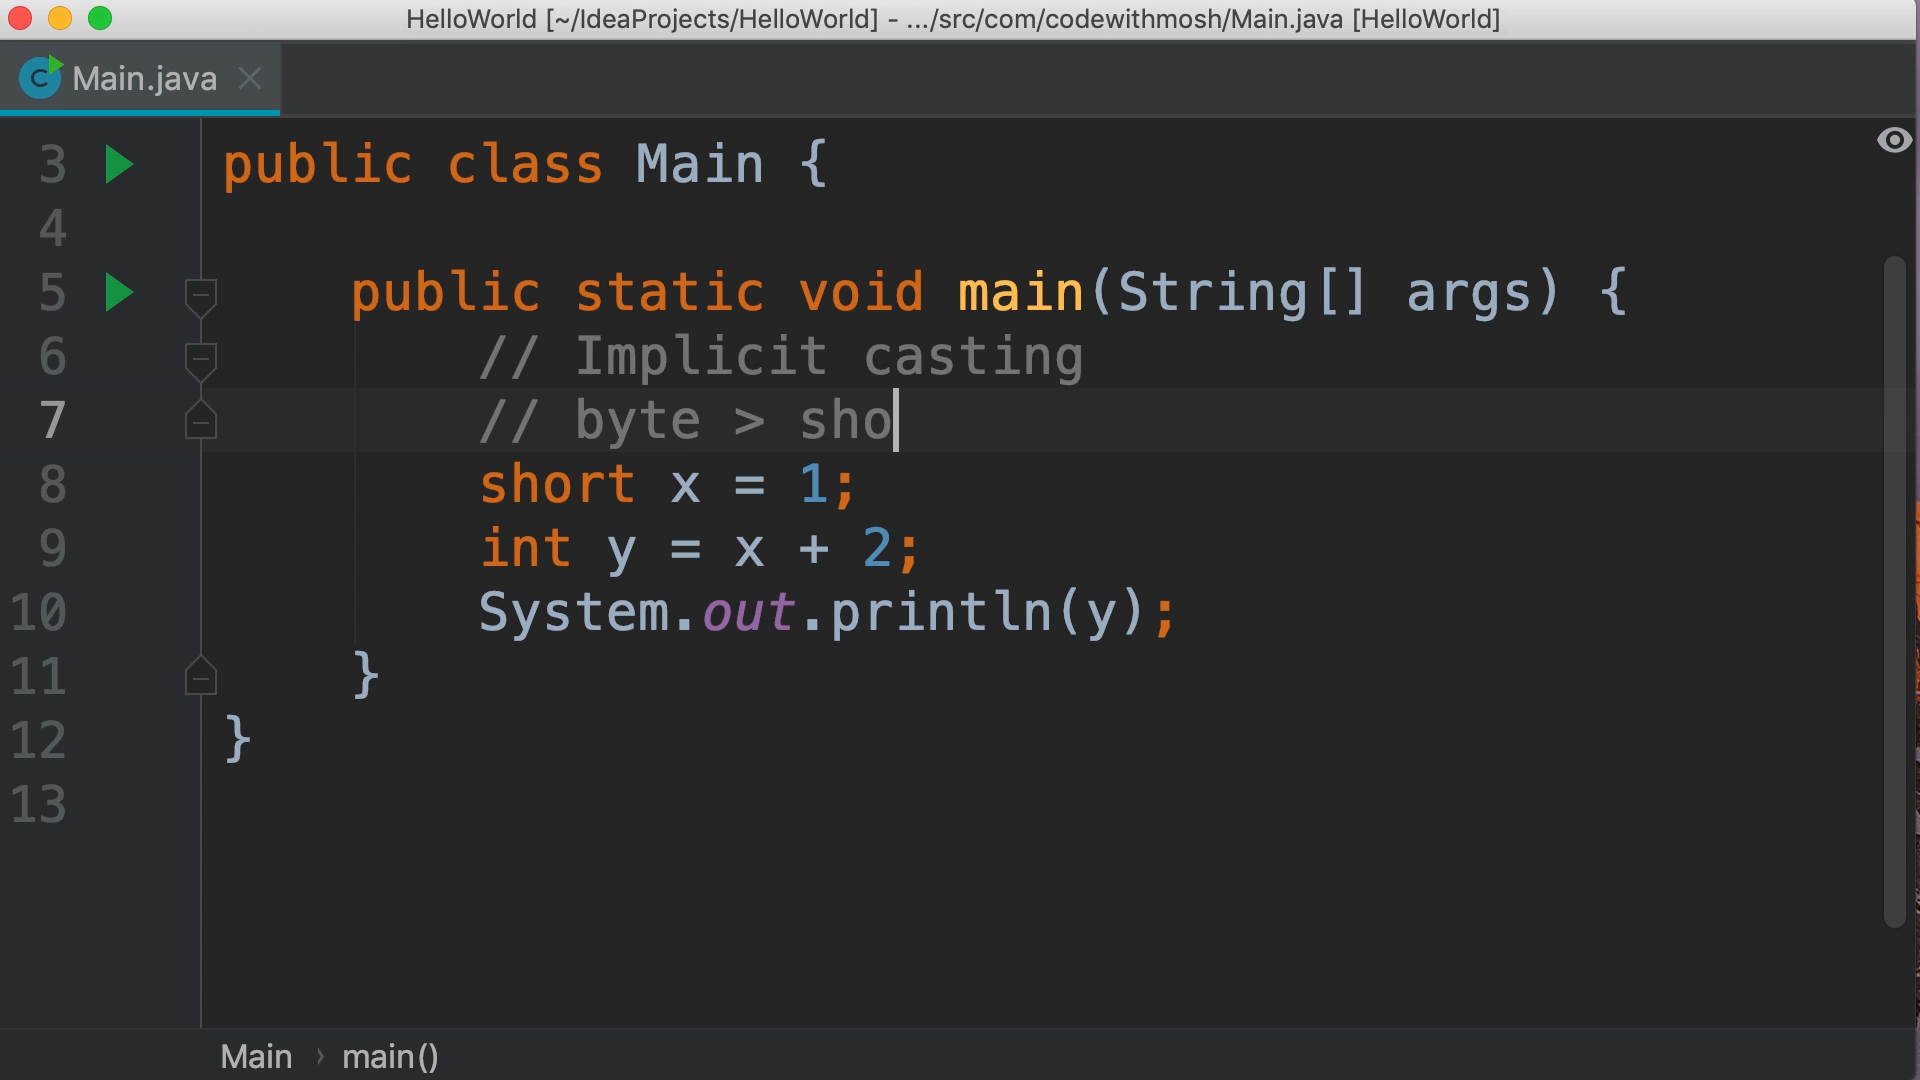 HelloWorld [~/IdeaProjects/HelloWorld] - .../src/com/codewithmosh/Main.java [HelloWorld]
C Main.java
3 public class Main {
4
5 public static void main(String[] args) {
6 // Implicit casting
7 // byte > sho
8 short x = 1;
9 int y = x + 2;
10 System.out.println(y);
11 }
12 }
13
Main › main()